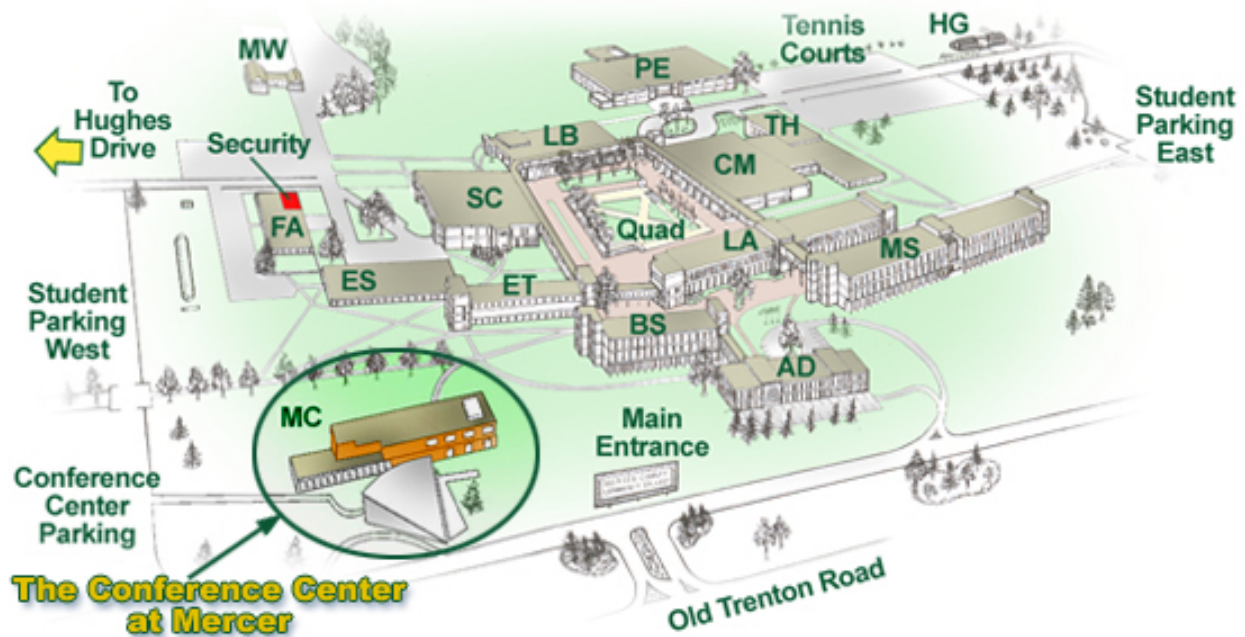 MW
PE
Tennis
Courts
HG
To
Hughes
Drive
Security
LB
TH
Student
Parking
East
CM
SC
FA
Quad
LA
MS
ES
ET
Student
Parking
West
BS
AD
MC
Main
Entrance
Conference
Center
Parking
The Conference Center
at Mercer
Old Trenton Road